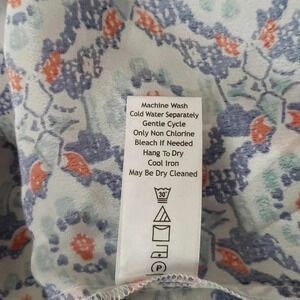 Machine Wash
Cold Water Separately
Gentle Cycle
Only Non Chlorine
Bleach If Needed
Hang To Dry
Cool Iron
May Be Dry Cleaned
30°
P